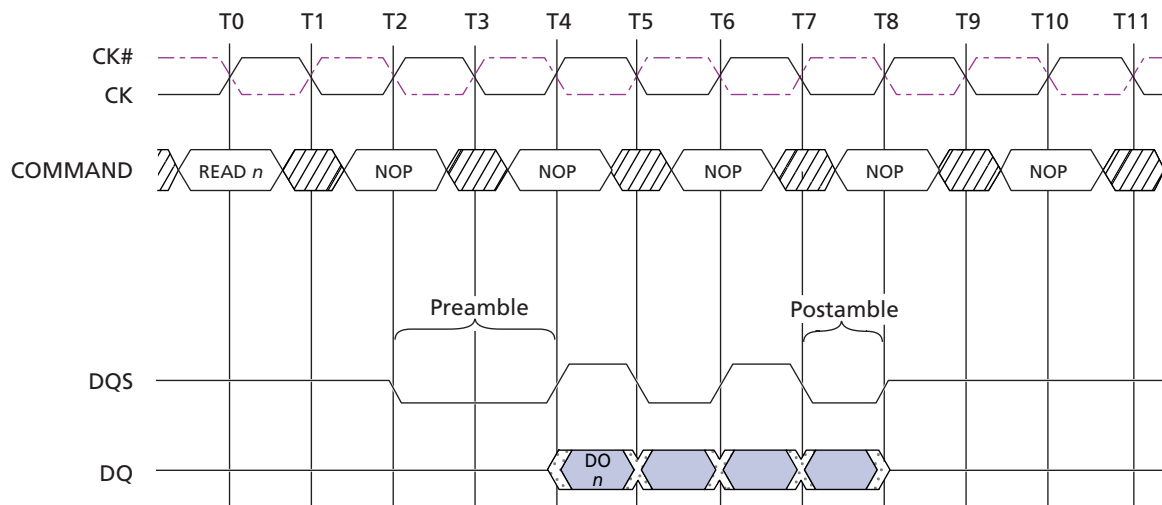 T0 T1 T2 T3 T4 T5 T6 T7 T8 T9 T10 T11
CK#
CK
COMMAND READ n NOP NOP NOP NOP NOP
Preamble Postamble
DQS
DO
DQ n